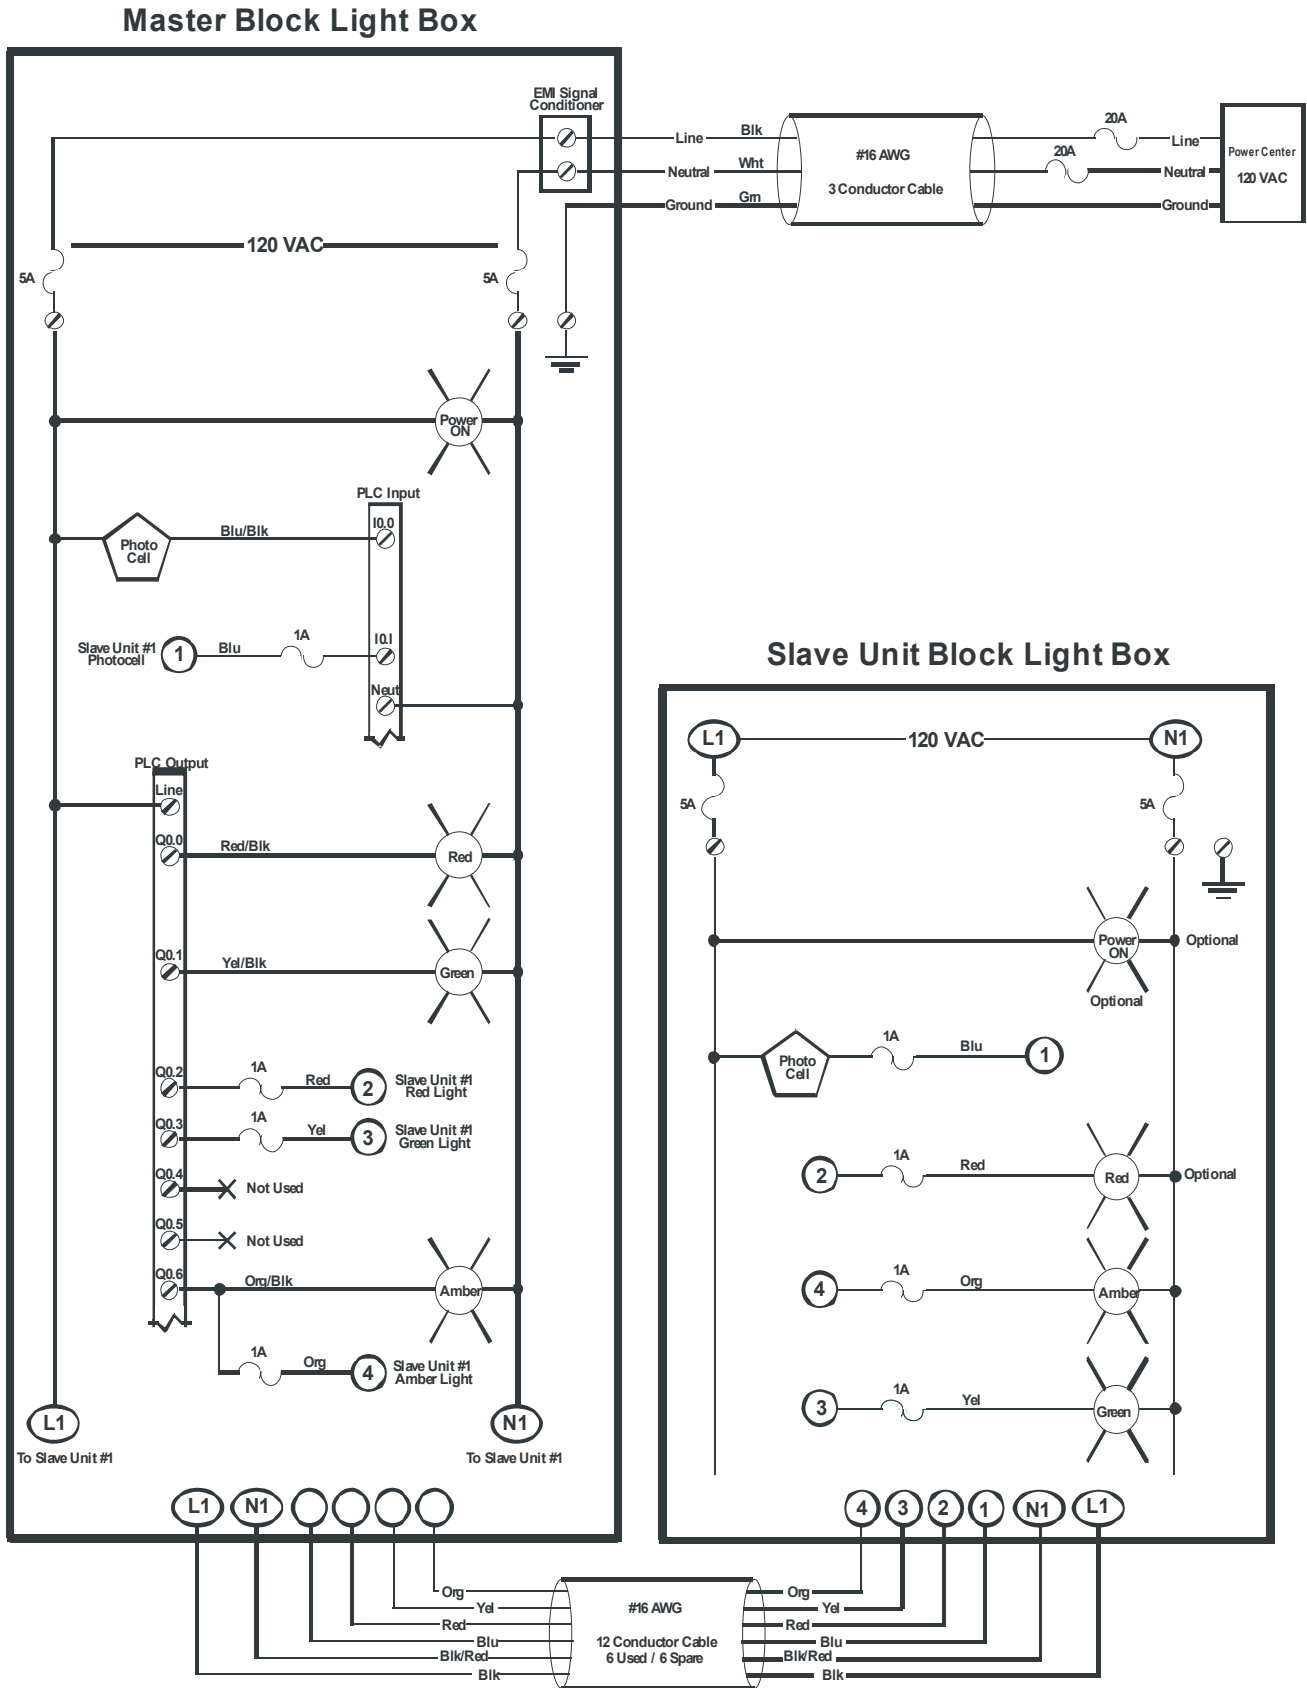 Master Block Light Box
EMI Signal
Conditioner
Line
Blk
Neutral
Wht
Ground
Grn
#16 AWG
3 Conductor Cable
20A
Line
20A
Neutral
Ground
Power Center
120 VAC
120 VAC
5A
5A
Power
ON
PLC Input
I0.0
Photo
Cell
Blu/Blk
Slave Unit #1
Photocell
1
Blu
1A
I0.I
Neut
PLC Output
Line
Q0.0
Red/Blk
Red
Q0.1
Yel/Blk
Green
Q0.2
1A
Red
2
Slave Unit #1
Red Light
Q0.3
1A
Yel
3
Slave Unit #1
Green Light
Q0.4
Not Used
Q0.5
Not Used
Q0.6
Org/Blk
Amber
1A
Org
4
Slave Unit #1
Amber Light
L1
To Slave Unit #1
N1
To Slave Unit #1
L1
N1
Slave Unit Block Light Box
L1
120 VAC
N1
5A
5A
Power
ON
Optional
Optional
Photo
Cell
1A
Blu
1
2
1A
Red
Red
Optional
4
1A
Org
Amber
3
1A
Yel
Green
4
3
2
1
N1
L1
Org
Yel
Red
Blu
Blk/Red
Blk
#16 AWG
12 Conductor Cable
6 Used / 6 Spare
Org
Yel
Red
Blu
Blk/Red
Blk